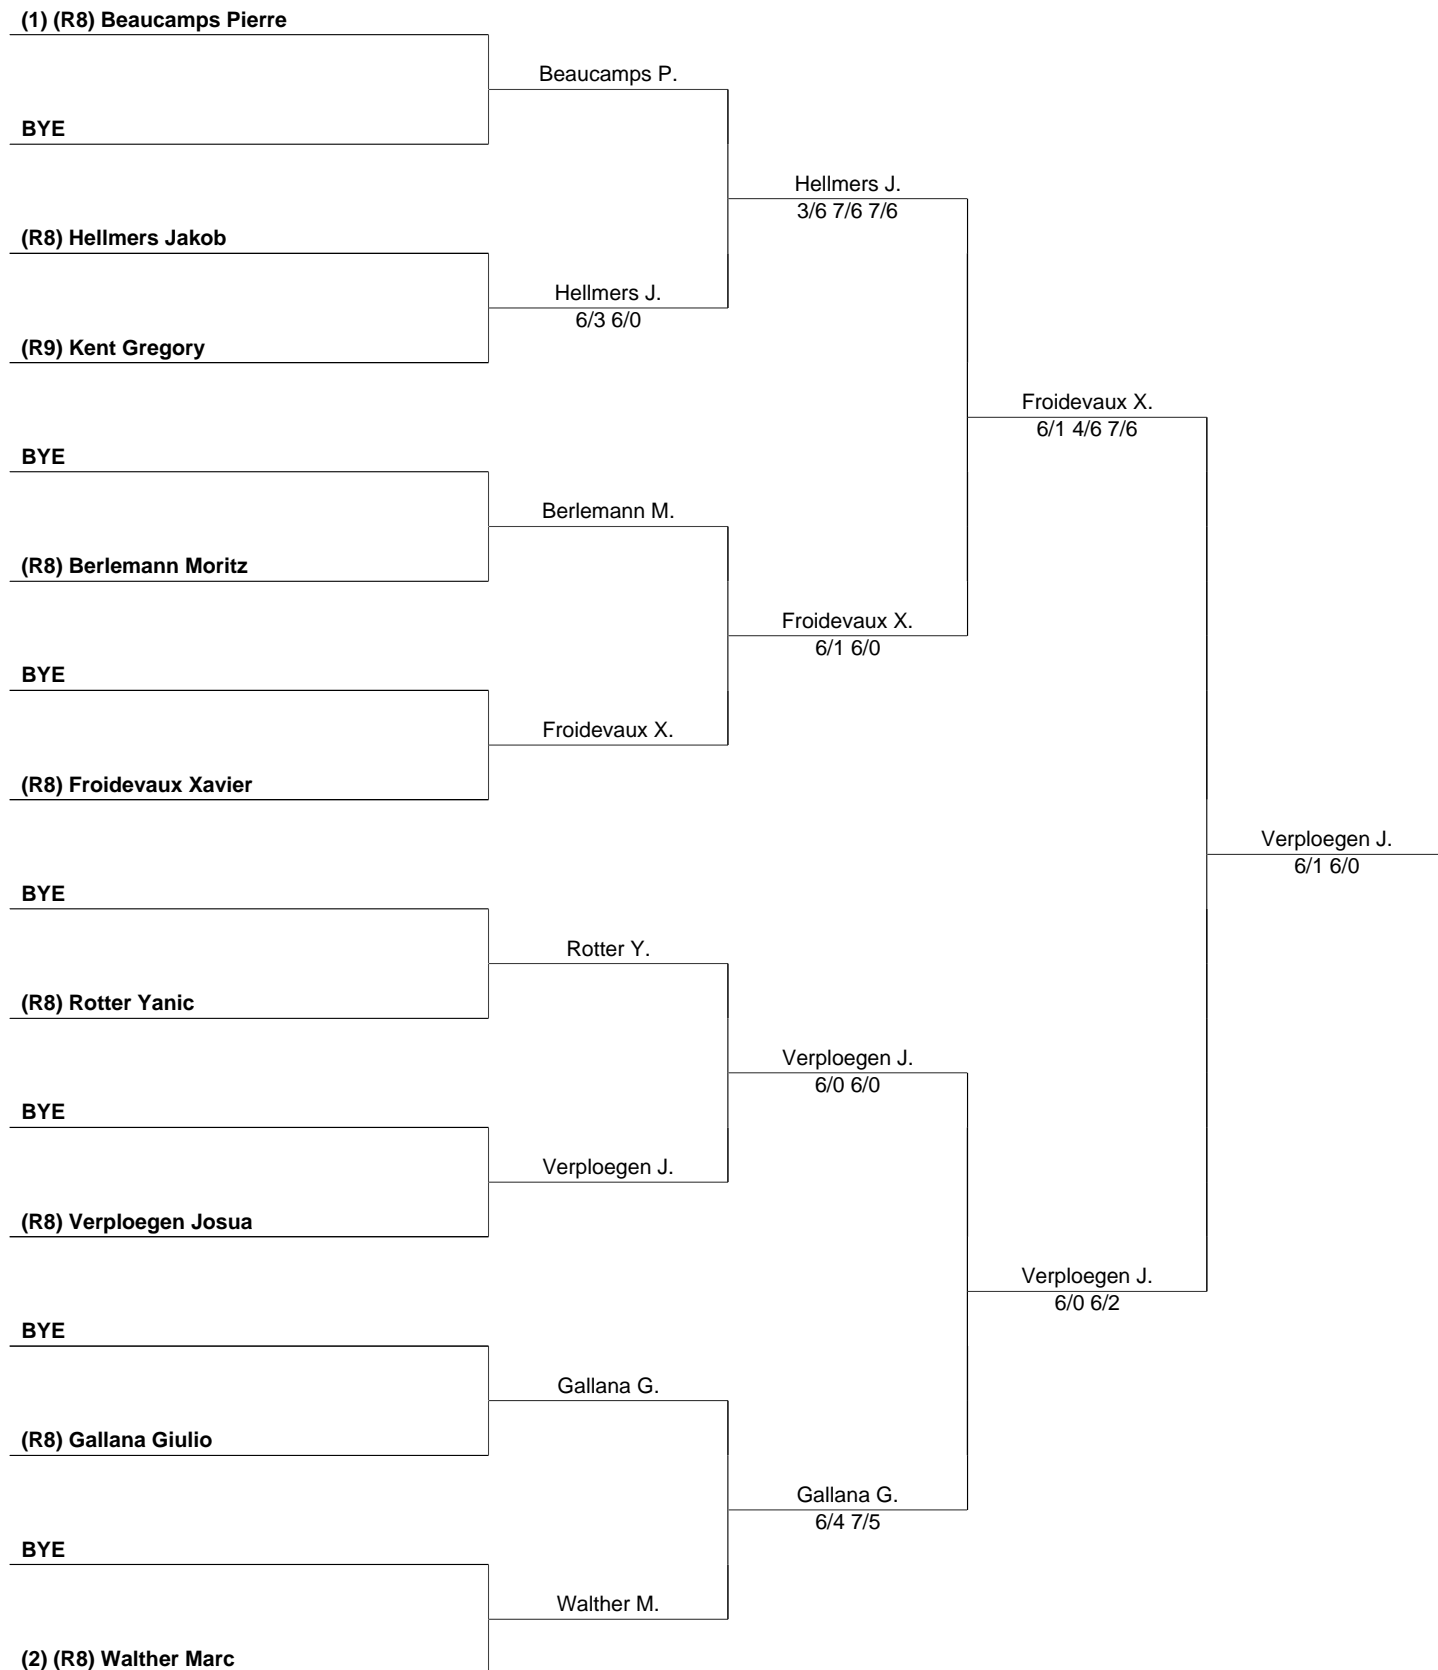 (1) (R8) Beaucamps Pierre
Beaucamps P.
BYE
Hellmers J.
3/6 7/6 7/6
(R8) Hellmers Jakob
Hellmers J.
6/3 6/0
(R9) Kent Gregory
Froidevaux X.
6/1 4/6 7/6
BYE
Berlemann M.
(R8) Berlemann Moritz
Froidevaux X.
6/1 6/0
BYE
Froidevaux X.
(R8) Froidevaux Xavier
Verploegen J.
6/1 6/0
BYE
Rotter Y.
(R8) Rotter Yanic
Verploegen J.
6/0 6/0
BYE
Verploegen J.
(R8) Verploegen Josua
Verploegen J.
6/0 6/2
BYE
Gallana G.
(R8) Gallana Giulio
Gallana G.
6/4 7/5
BYE
Walther M.
(2) (R8) Walther Marc